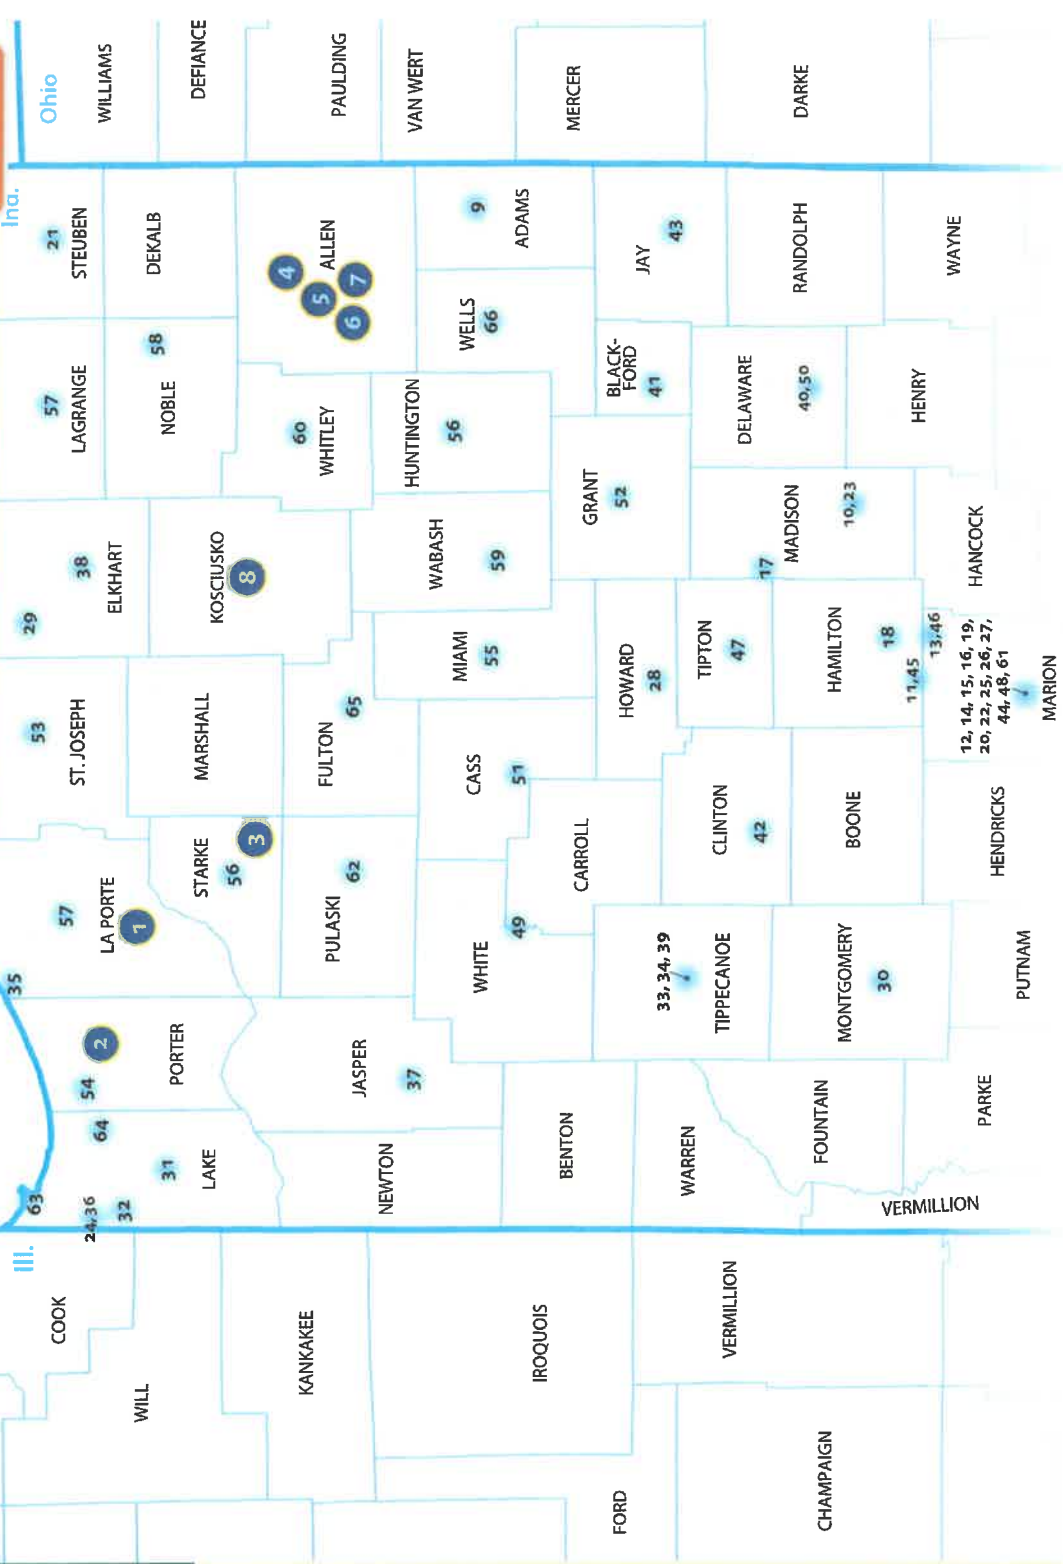 Ill.
Ind.
Ohio
COOK
WILL
KANKAKEE
IROQUOIS
FORD
VERMILLION
CHAMPAIGN
63
24,36
32
64
31
LAKE
54
2
PORTER
35
57
LA PORTE
1
53
ST. JOSEPH
29
38
ELKHART
57
LAGRANGE
21
STEUBEN
WILLIAMS
STARKE
56
3
MARSHALL
KOSCIUSKO
8
NOBLE
58
DEKALB
DEFIANCE
NEWTON
JASPER
37
PULASKI
62
FULTON
65
60
WHITLEY
4
5
6
7
ALLEN
PAULDING
VAN WERT
BENTON
WHITE
49
CASS
51
MIAMI
55
WABASH
59
HUNTINGTON
56
WELLS
66
9
ADAMS
MERCER
CARROLL
WARREN
33, 34, 39
TIPPECANOE
CLINTON
42
HOWARD
28
TIPTON
47
GRANT
52
BLACK-
FORD
41
JAY
43
DARKE
FOUNTAIN
VERMILLION
MONTGOMERY
30
BOONE
HAMILTON
18
11,45
17
MADISON
10,23
DELAWARE
40,50
RANDOLPH
HENRY
WAYNE
PARKE
PUTNAM
HENDRICKS
13,46
12, 14, 15, 16, 19,
20, 22, 25, 26, 27,
44, 48, 61
MARION
HANCOCK